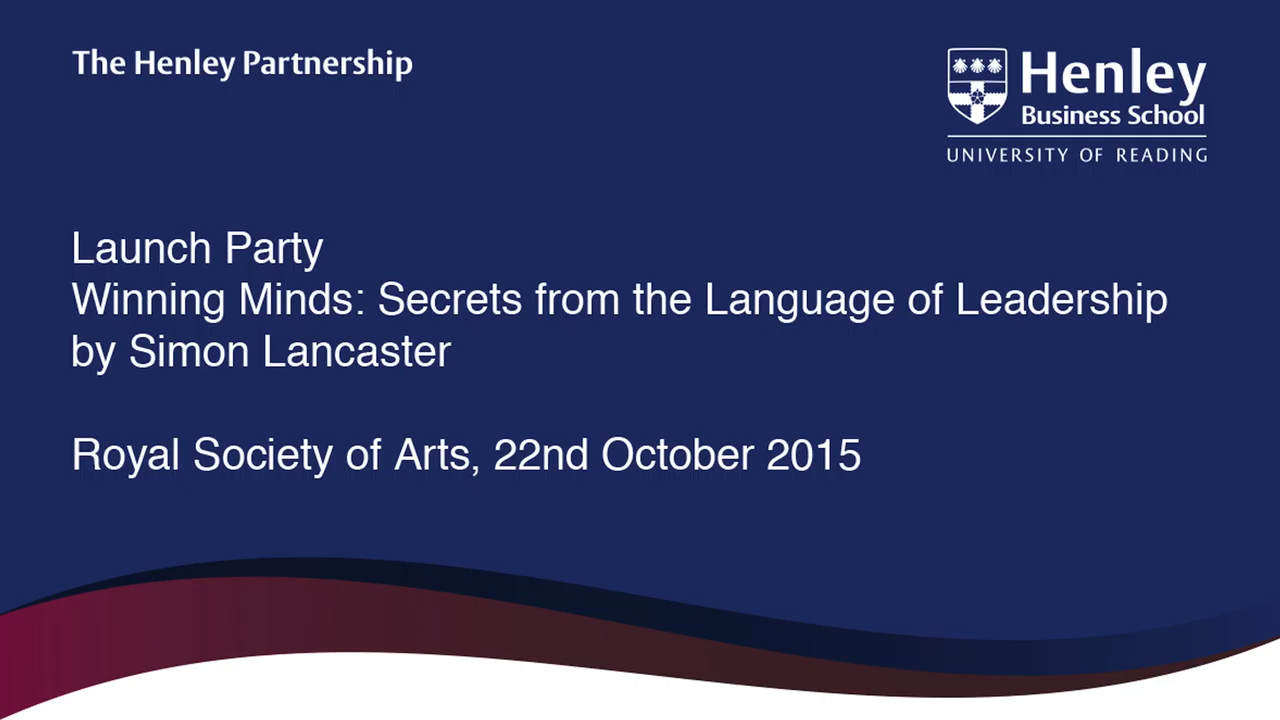 The Henley Partnership
Henley
Business School
UNIVERSITY OF READING
Launch Party
Winning Minds: Secrets from the Language of Leadership
by Simon Lancaster
Royal Society of Arts, 22nd October 2015